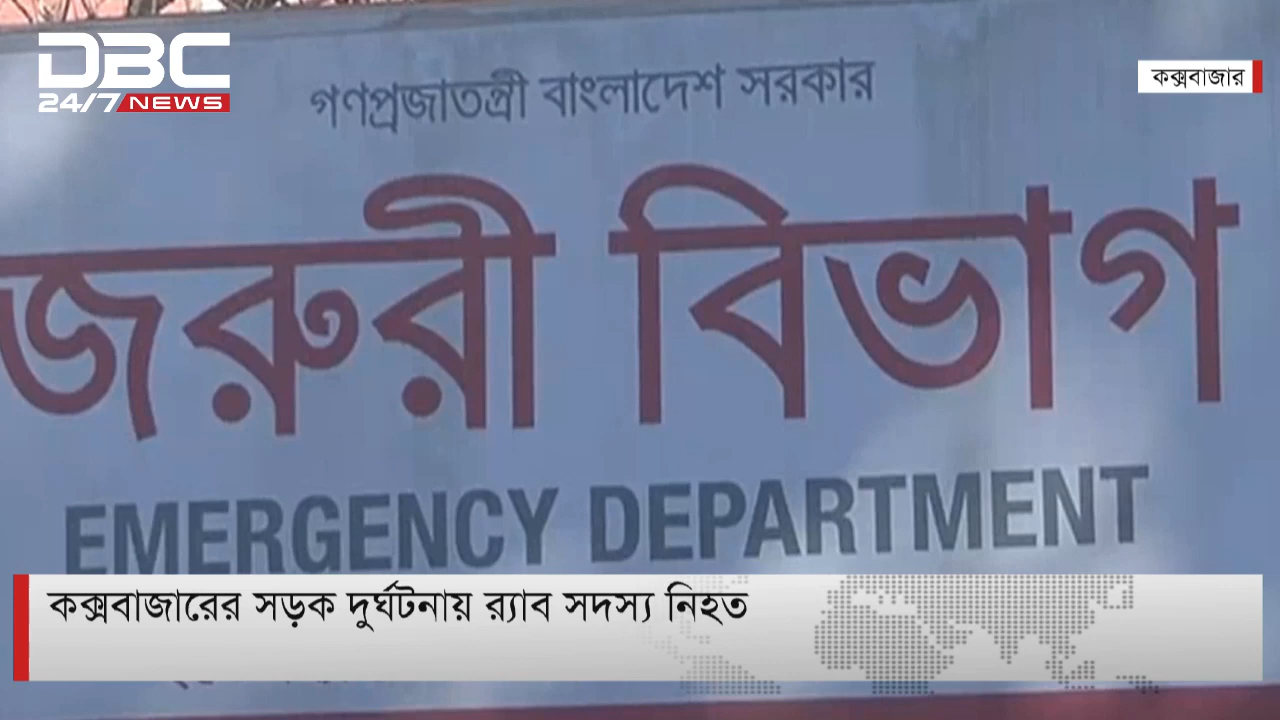 DBC
24/7 NEWS
কক্সবাজার
গণপ্রজাতন্ত্রী বাংলাদেশ সরকার
জরুরী বিভাগ
EMERGENCY DEPARTMENT
কক্সবাজারের সড়ক দুর্ঘটনায় র‍্যাব সদস্য নিহত